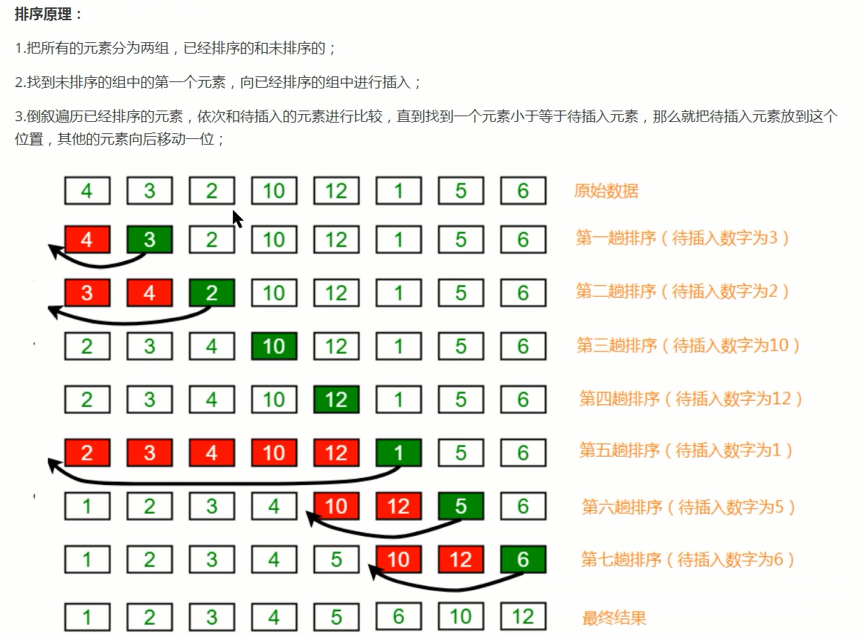 排序原理：
1.把所有的元素分为两组，已经排序的和未排序的；
2.找到未排序的组中的第一个元素，向已经排序的组中进行插入；
3.倒叙遍历已经排序的元素，依次和待插入的元素进行比较，直到找到一个元素小于等于待插入元素，那么就把待插入元素放到这个
位置，其他的元素向后移动一位；
4 3 2 10 12 1 5 6 原始数据
4 3 2 10 12 1 5 6 第一趟排序（待插入数字为3）
3 4 2 10 12 1 5 6 第二趟排序（待插入数字为2）
2 3 4 10 12 1 5 6 第三趟排序（待插入数字为10）
2 3 4 10 12 1 5 6 第四趟排序（待插入数字为12）
2 3 4 10 12 1 5 6 第五趟排序（待插入数字为1）
1 2 3 4 10 12 5 6 第六趟排序（待插入数字为5）
1 2 3 4 5 10 12 6 第七趟排序（待插入数字为6）
1 2 3 4 5 6 10 12 最终结果